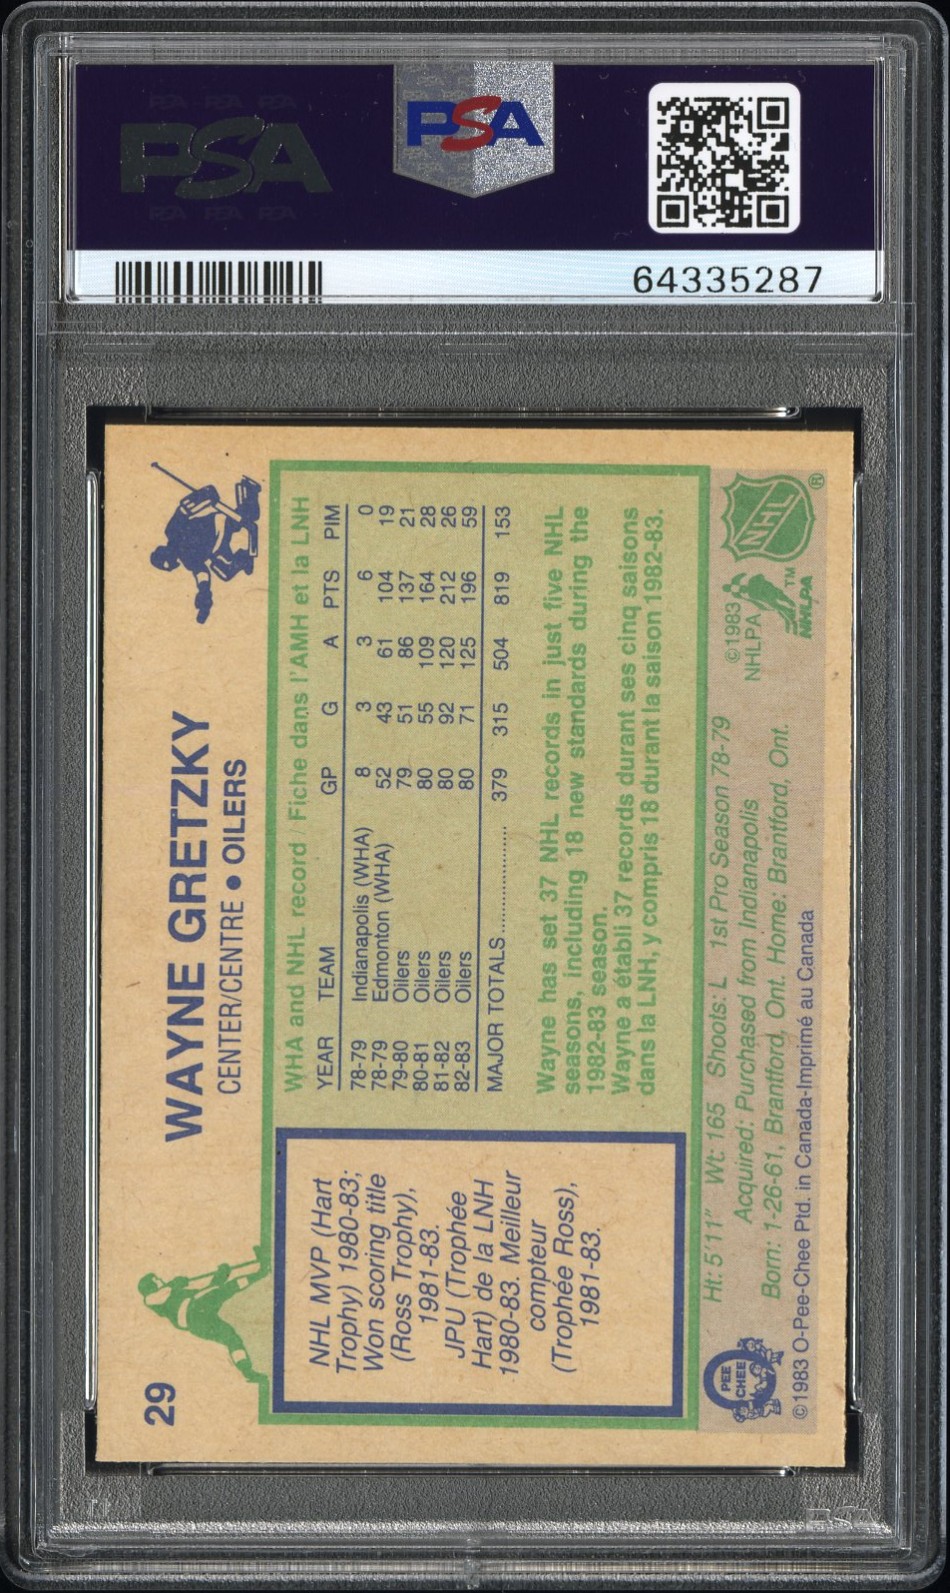 PSA PSA PSA
PSA
PSA PSA PSA
PSA
64335287
29
WAYNE GRETZKY
CENTER/CENTRE • OILERS
NHL MVP (Hart
Trophy) 1980-83;
Won scoring title
(Ross Trophy),
1981-83.
JPU (Trophée
Hart) de la LNH
1980-83. Meilleur
compteur
(Trophée Ross),
1981-83.
WHA and NHL record / Fiche dans l'AMH et la LNH
YEAR TEAM GP G A PTS PIM
78-79 Indianapolis (WHA) 8 3 3 6 0
78-79 Edmonton (WHA) 52 43 61 104 19
79-80 Oilers 79 51 86 137 21
80-81 Oilers 80 55 109 164 28
81-82 Oilers 80 92 120 212 26
82-83 Oilers 80 71 125 196 59
MAJOR TOTALS.................. 379 315 504 819 153
Wayne has set 37 NHL records in just five NHL
seasons, including 18 new standards during the
1982-83 season.
Wayne a établi 37 records durant ses cinq saisons
dans la LNH, y compris 18 durant la saison 1982-83.
O PEE CHEE
Ht: 5'11" Wt: 165 Shoots: L 1st Pro Season 78-79
Acquired: Purchased from Indianapolis
Born: 1-26-61, Brantford, Ont. Home: Brantford, Ont.
©1983 O-Pee-Chee Ptd. in Canada-Imprimé au Canada
©1983
NHLPA
NHLPA™
NHL®
PSA